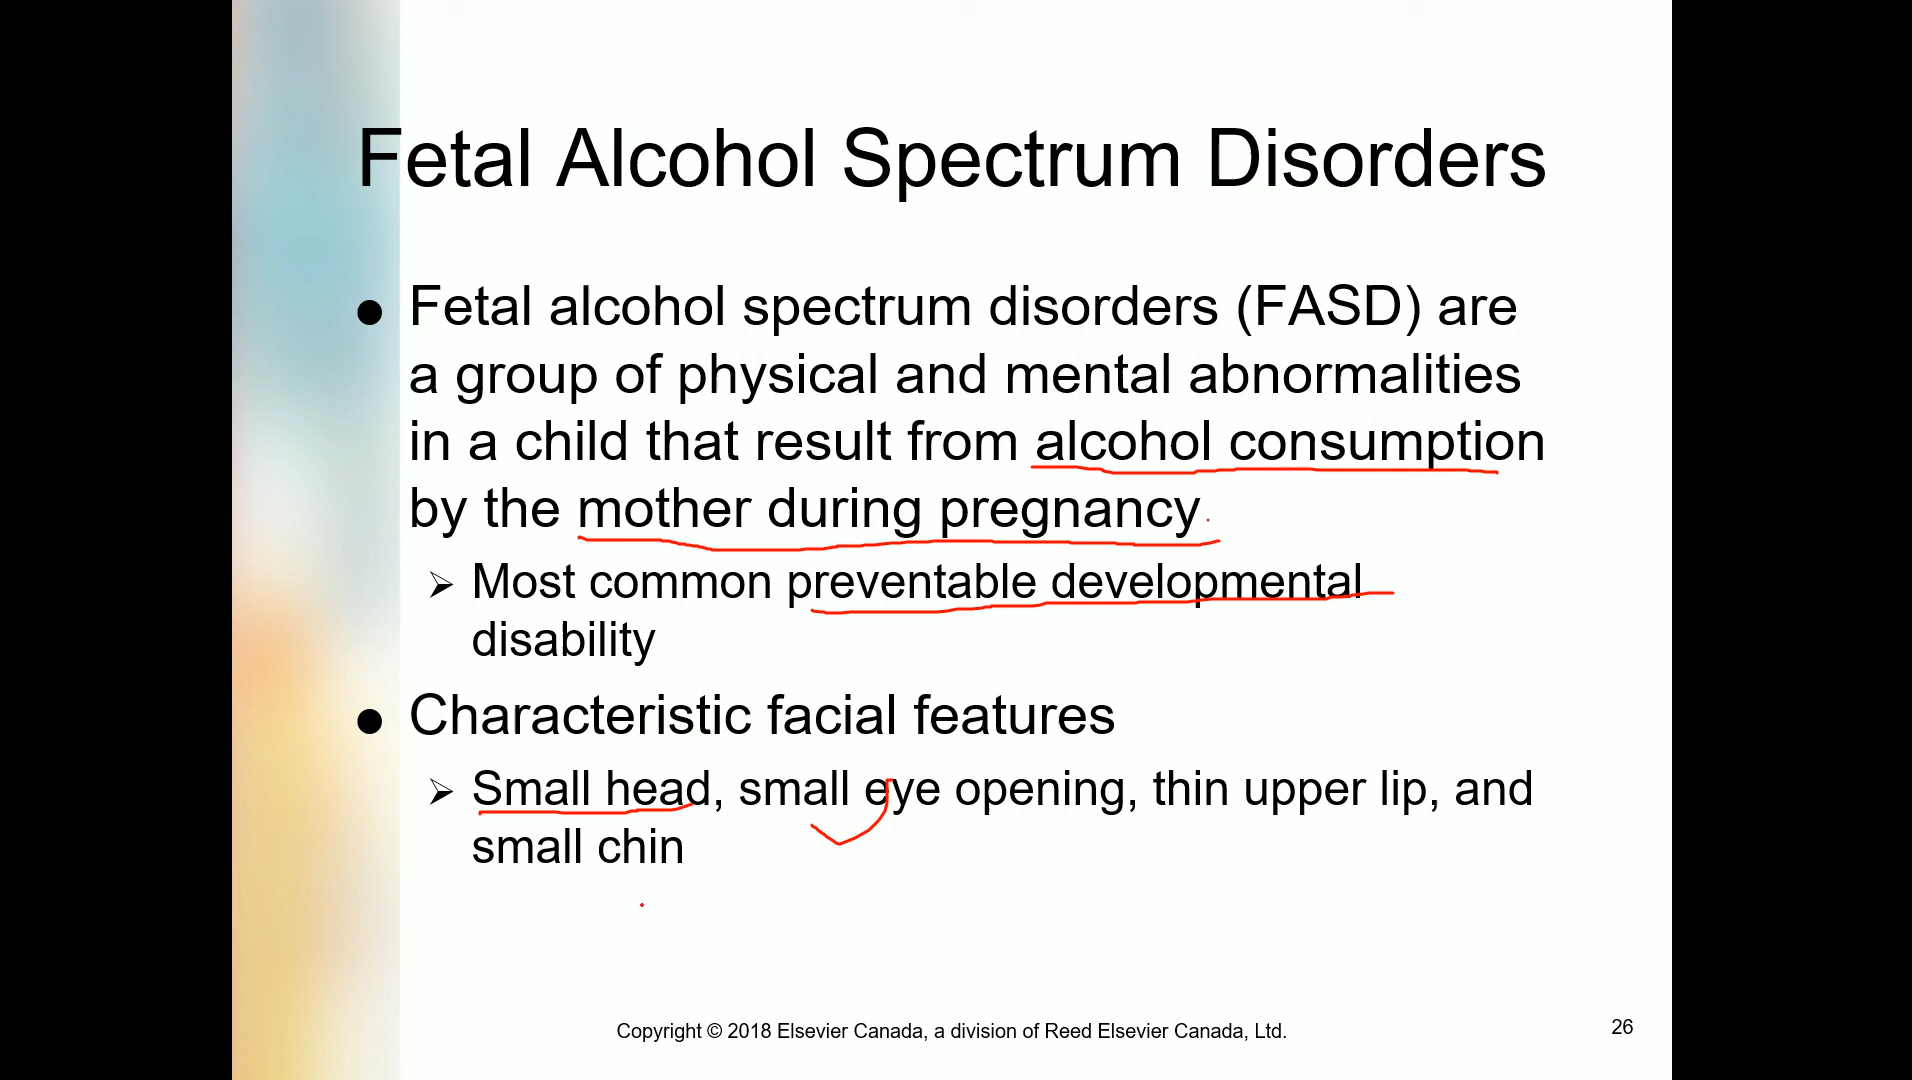 Fetal Alcohol Spectrum Disorders
● Fetal alcohol spectrum disorders (FASD) are
a group of physical and mental abnormalities
in a child that result from alcohol consumption
by the mother during pregnancy
➢ Most common preventable developmental
disability
● Characteristic facial features
➢ Small head, small eye opening, thin upper lip, and
small chin
Copyright © 2018 Elsevier Canada, a division of Reed Elsevier Canada, Ltd.
26